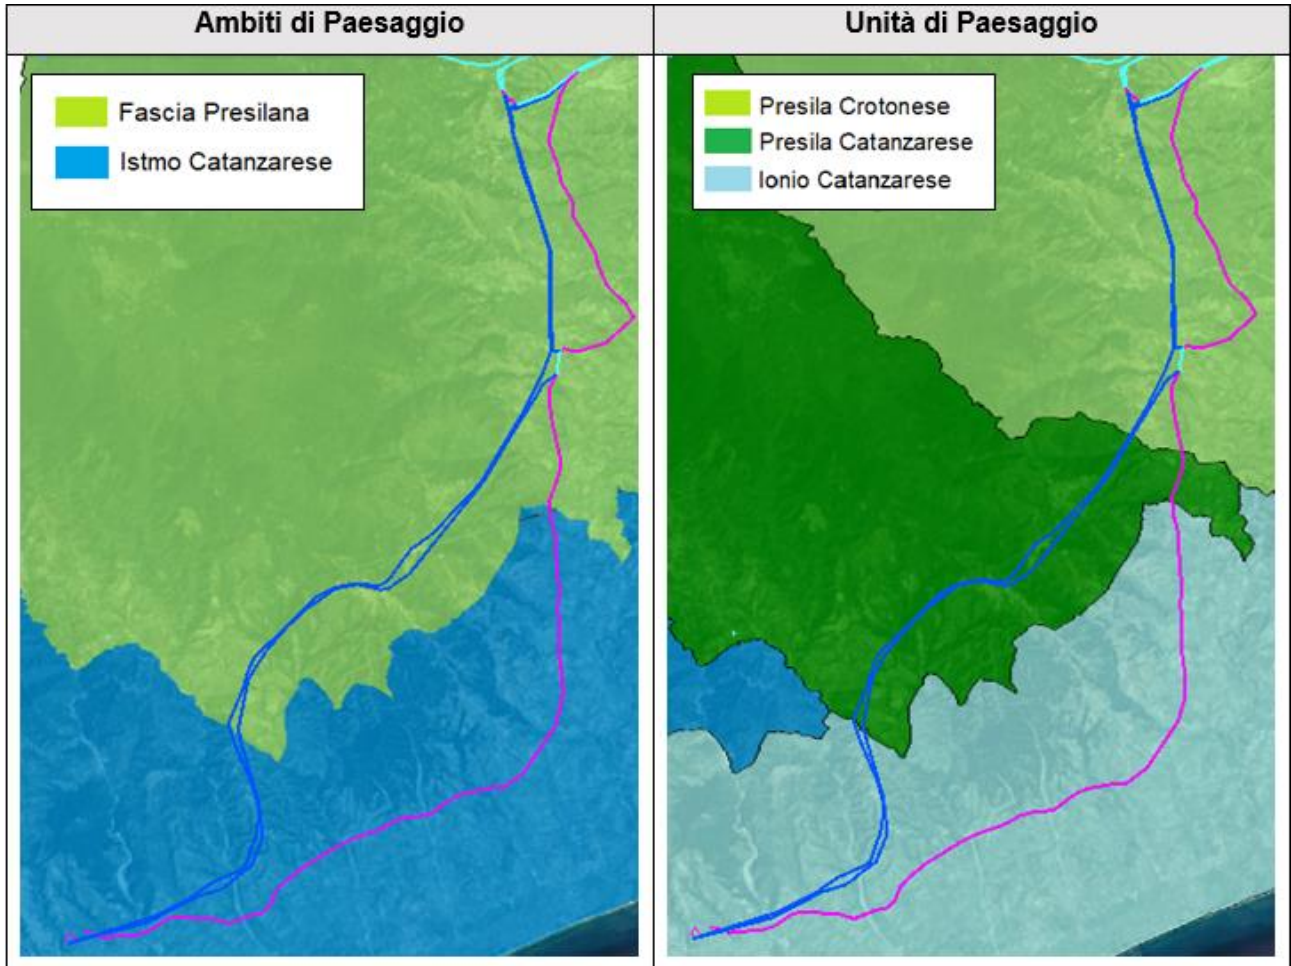 Ambiti di Paesaggio
Unità di Paesaggio
Fascia Presilana
Istmo Catanzarese
Presila Crotonese
Presila Catanzarese
Ionio Catanzarese